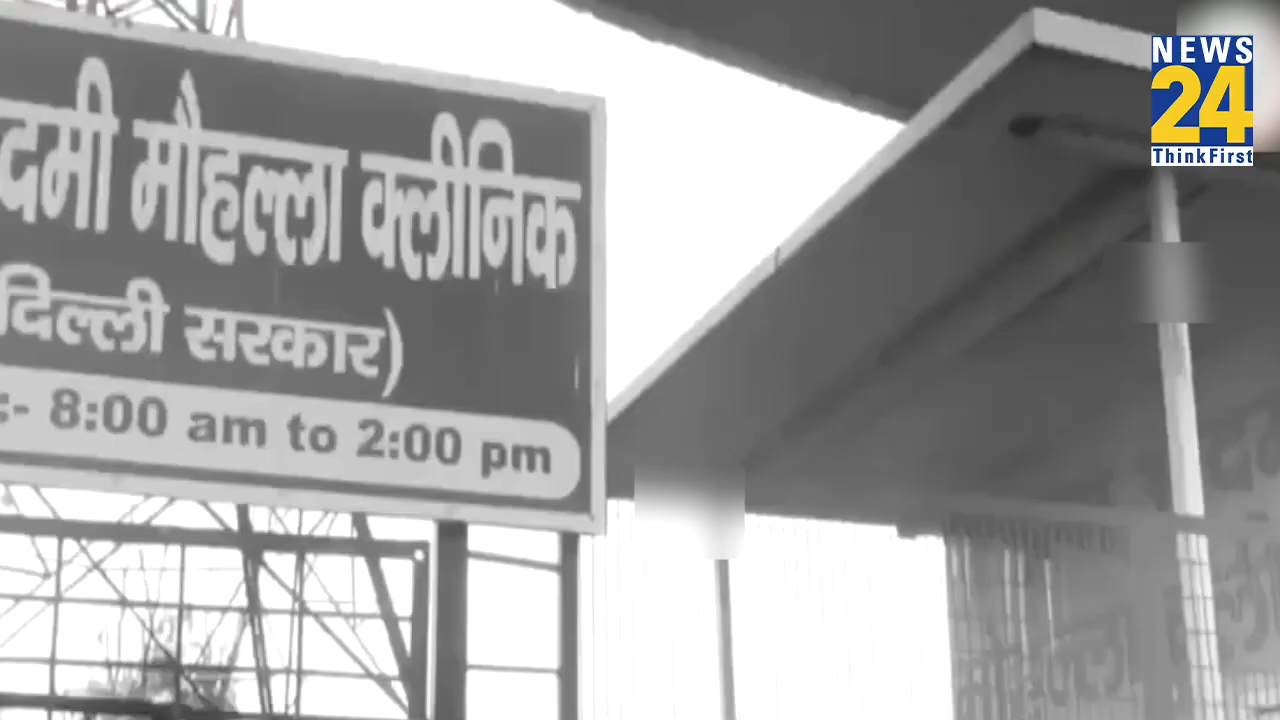 दमी मौहल्ला क्लीनिक
दिल्ली सरकार)
:- 8:00 am to 2:00 pm
NEWS
24
ThinkFirst